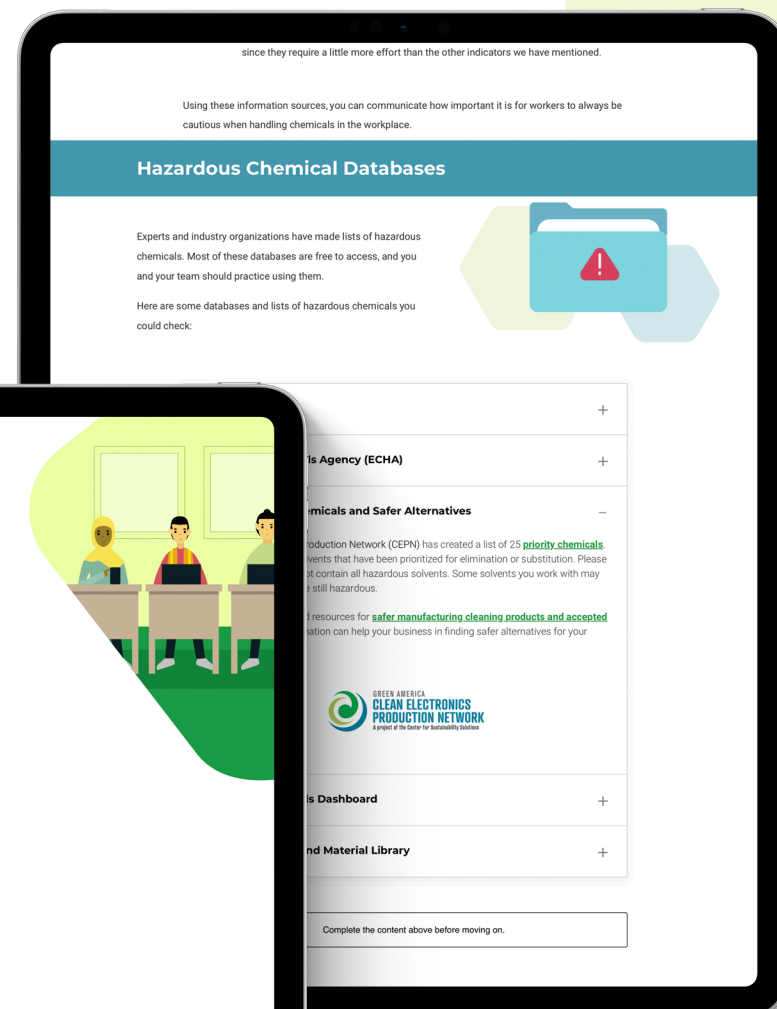 since they require a little more effort than the other indicators we have mentioned.
Using these information sources, you can communicate how important it is for workers to always be
cautious when handling chemicals in the workplace.
Hazardous Chemical Databases
Experts and industry organizations have made lists of hazardous
chemicals. Most of these databases are free to access, and you
and your team should practice using them.
Here are some databases and lists of hazardous chemicals you
could check:
Agency (ECHA)
and Safer Alternatives
Network (CEPN) has created a list of 25 priority chemicals.
that have been prioritized for elimination or substitution. Please
contain all hazardous solvents. Some solvents you work with may
still hazardous.
resources for safer manufacturing cleaning products and accepted
can help your business in finding safer alternatives for your
GREEN AMERICA
CLEAN ELECTRONICS
PRODUCTION NETWORK
A project of the Center for Sustainability Solutions
Dashboard
Material Library
Complete the content above before moving on.